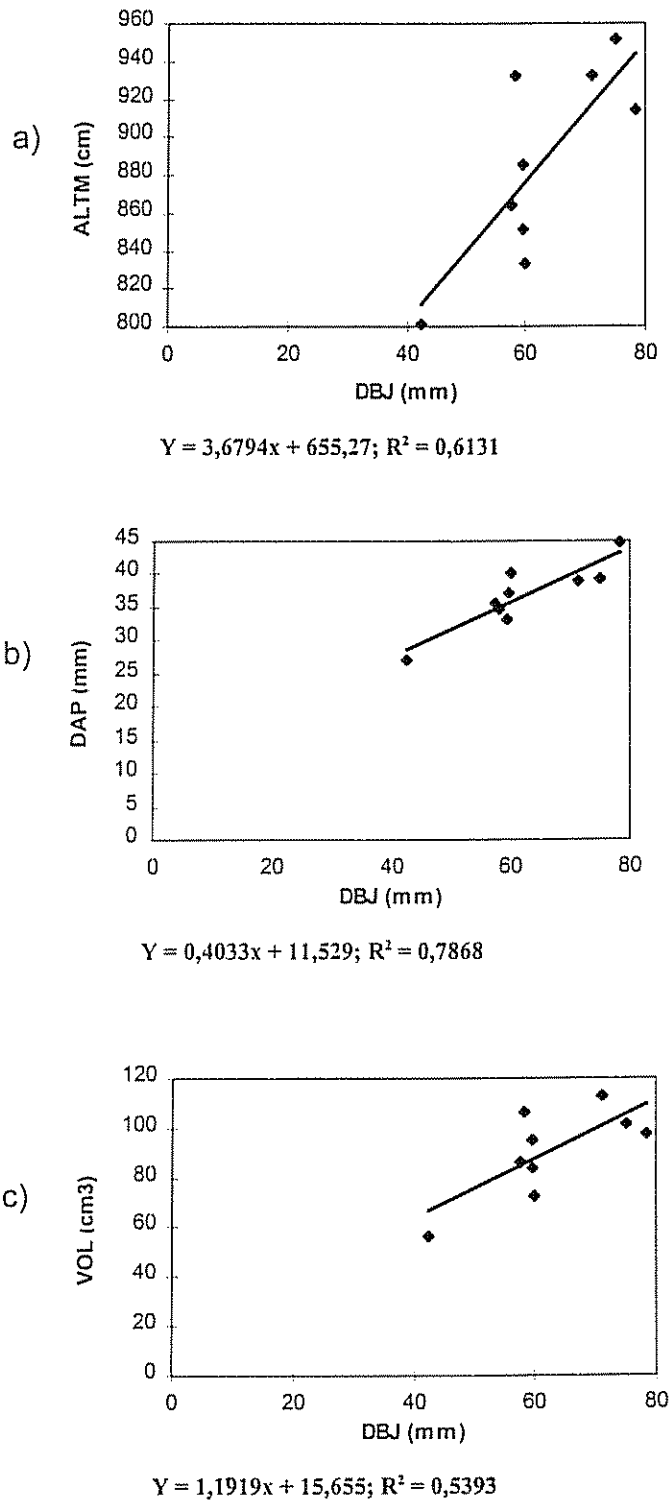 a)
ALTM (cm)
960
940
920
900
880
860
840
820
800
0 20 40 60 80
DBJ (mm)
Y = 3,6794x + 655,27; R² = 0,6131
b)
DAP (mm)
45
40
35
30
25
20
15
10
5
0
0 20 40 60 80
DBJ (mm)
Y = 0,4033x + 11,529; R² = 0,7868
c)
VOL (cm3)
120
100
80
60
40
20
0
0 20 40 60 80
DBJ (mm)
Y = 1,1919x + 15,655; R² = 0,5393